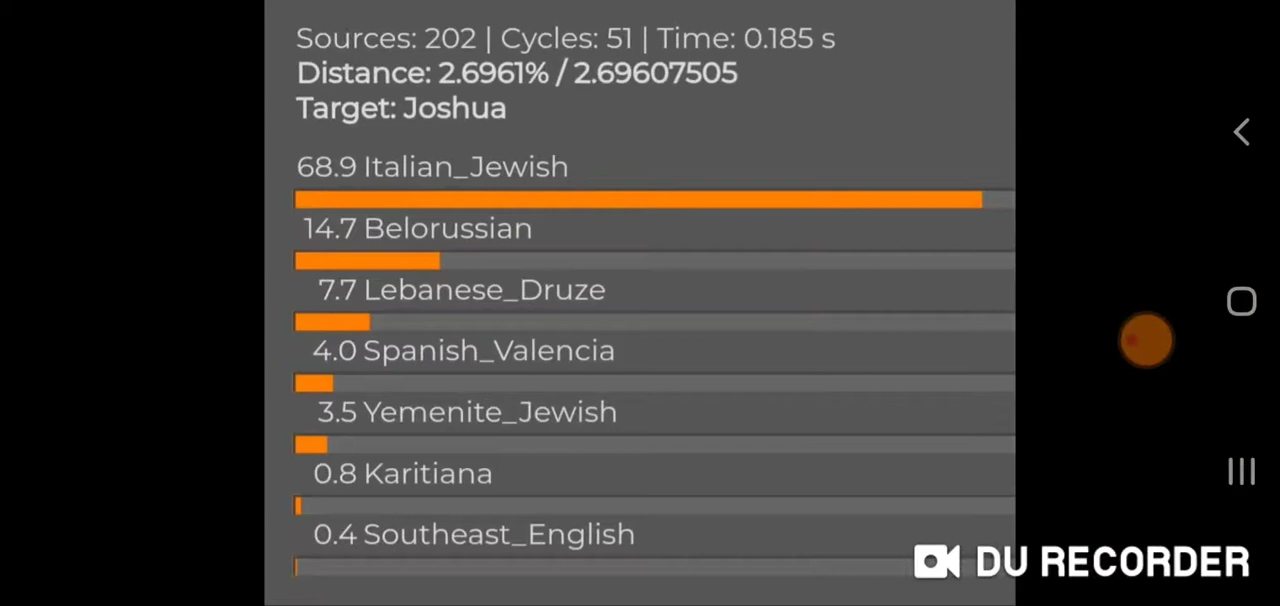 Sources: 202 | Cycles: 51 | Time: 0.185 s
Distance: 2.6961% / 2.69607505
Target: Joshua
68.9 Italian_Jewish
14.7 Belorussian
7.7 Lebanese_Druze
4.0 Spanish_Valencia
3.5 Yemenite_Jewish
0.8 Karitiana
0.4 Southeast_English
DU RECORDER